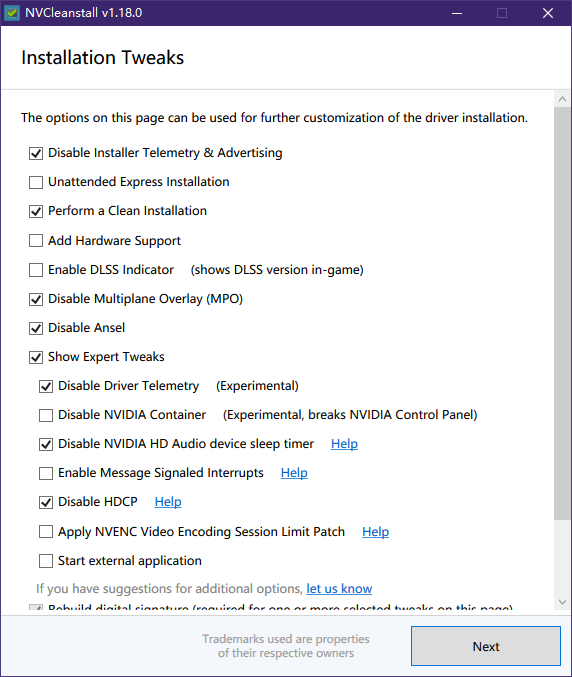 NVCleanstall v1.18.0
Installation Tweaks
The options on this page can be used for further customization of the driver installation.
Disable Installer Telemetry & Advertising
Unattended Express Installation
Perform a Clean Installation
Add Hardware Support
Enable DLSS Indicator (shows DLSS version in-game)
Disable Multiplane Overlay (MPO)
Disable Ansel
Show Expert Tweaks
Disable Driver Telemetry (Experimental)
Disable NVIDIA Container (Experimental, breaks NVIDIA Control Panel)
Disable NVIDIA HD Audio device sleep timer Help
Enable Message Signaled Interrupts Help
Disable HDCP Help
Apply NVENC Video Encoding Session Limit Patch Help
Start external application
If you have suggestions for additional options, let us know
Rebuild digital signature (required for one or more selected tweaks on this page)
Trademarks used are properties
of their respective owners
Next